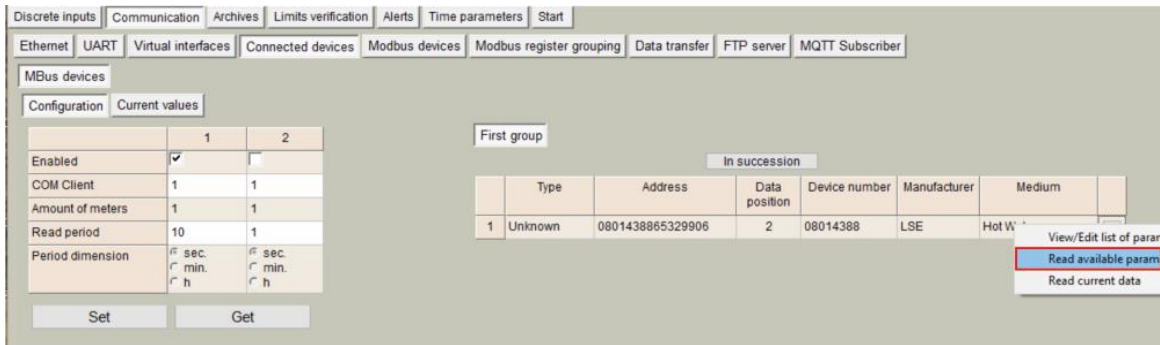 Discrete inputs Communication Archives Limits verification Alerts Time parameters Start
Ethernet UART Virtual interfaces Connected devices Modbus devices Modbus register grouping Data transfer FTP server MQTT Subscriber
MBus devices
Configuration Current values
1 2
Enabled
COM Client 1 1
Amount of meters 1 1
Read period 10 1
Period dimension sec. sec.
min. min.
h h
Set Get
First group
In succession
Type Address Data position Device number Manufacturer Medium
1 Unknown 0801438865329906 2 08014388 LSE Hot
View/Edit list of param
Read available param
Read current data